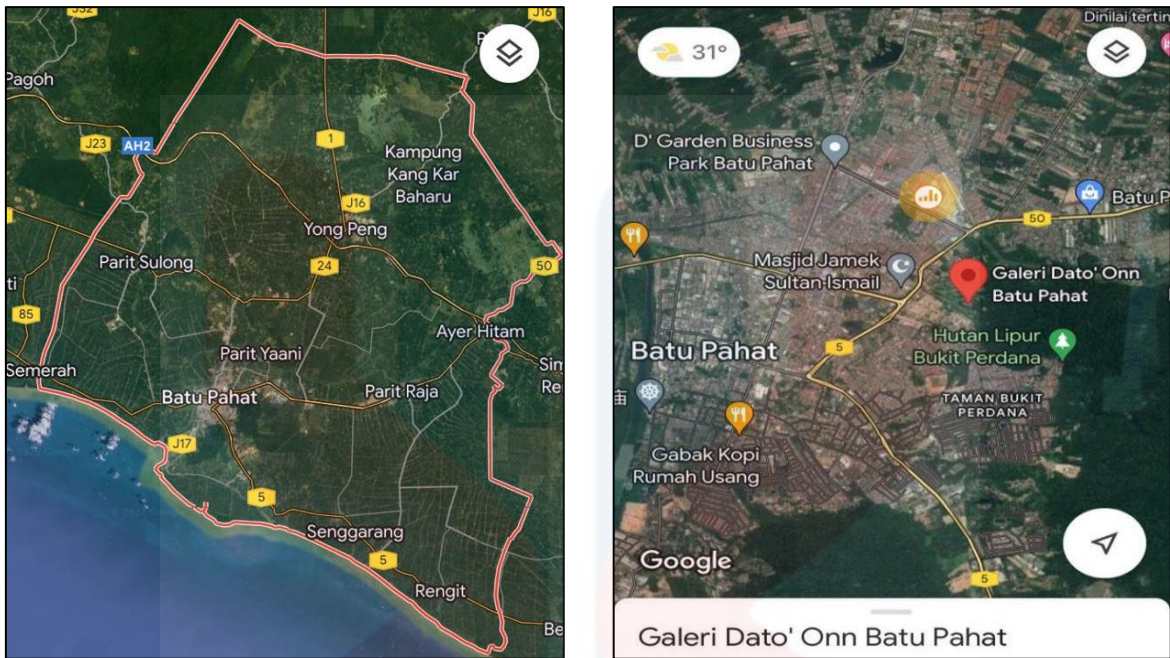 J32
J16
Pagoh
J23
AH2
1
Kampung
Kang Kar
Baharu
J16
Yong Peng
24
50
Parit Sulong
85
Ayer Hitam
Semerah
Parit Yaani
Batu Pahat
Parit Raja
J17
5
Senggarang
5
Rengit
31°
D' Garden Business
Park Batu Pahat
50
Masjid Jamek
Sultan Ismail
Galeri Dato' Onn
Batu Pahat
Hutan Lipur
Bukit Perdana
5
Batu Pahat
TAMAN BUKIT
PERDANA
Gabak Kopi
Rumah Usang
Google
5
Galeri Dato' Onn Batu Pahat